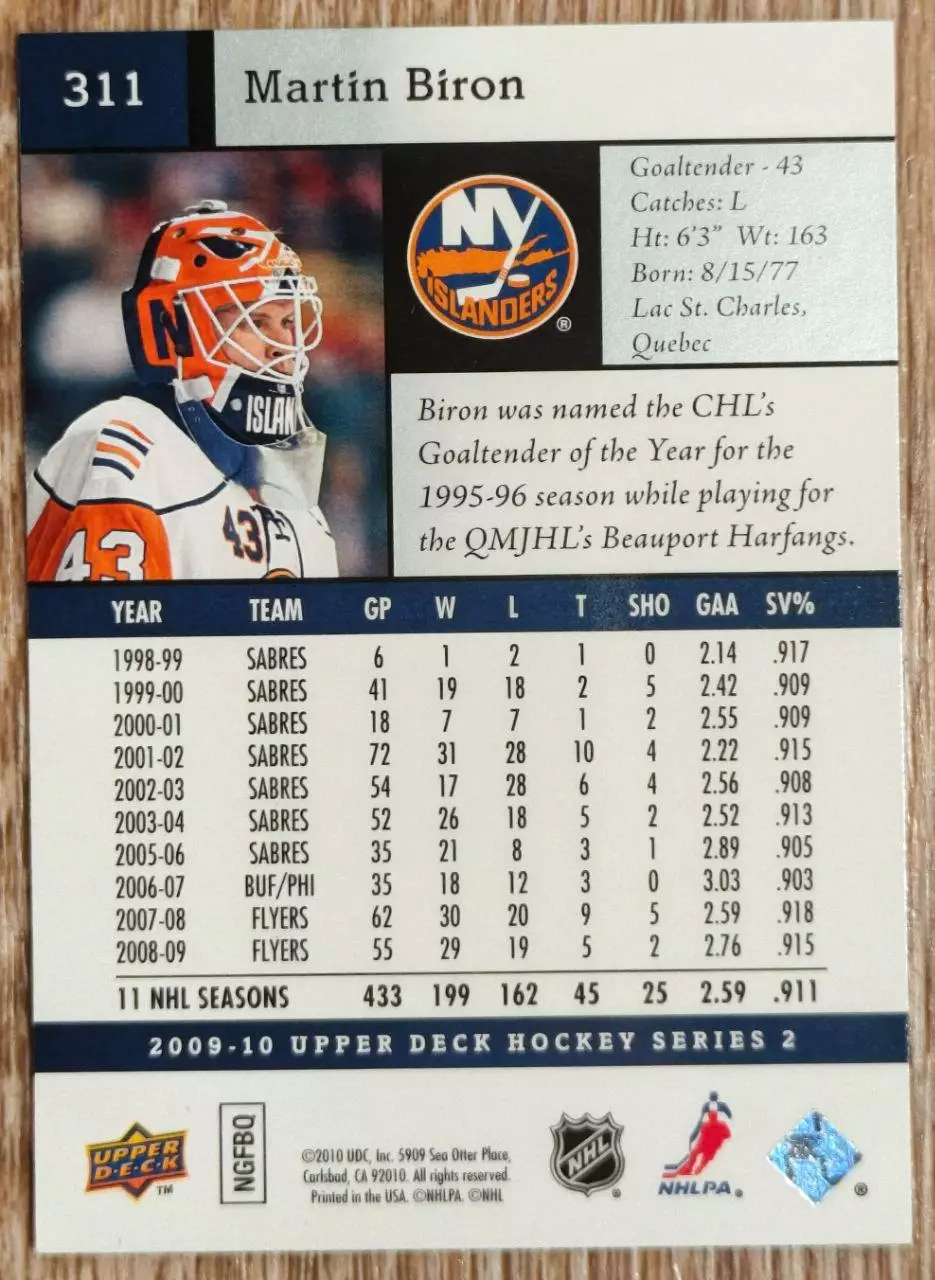 311
Martin Biron
NY
ISLANDERS
®
Goaltender - 43
Catches: L
Ht: 6'3" Wt: 163
Born: 8/15/77
Lac St. Charles,
Quebec
N
ISLAN
43
43
Biron was named the CHL's
Goaltender of the Year for the
1995-96 season while playing for
the QMJHL's Beauport Harfangs.
YEAR TEAM GP W L T SHO GAA SV%
1998-99 SABRES 6 1 2 1 0 2.14 .917
1999-00 SABRES 41 19 18 2 5 2.42 .909
2000-01 SABRES 18 7 7 1 2 2.55 .909
2001-02 SABRES 72 31 28 10 4 2.22 .915
2002-03 SABRES 54 17 28 6 4 2.56 .908
2003-04 SABRES 52 26 18 5 2 2.52 .913
2005-06 SABRES 35 21 8 3 1 2.89 .905
2006-07 BUF/PHI 35 18 12 3 0 3.03 .903
2007-08 FLYERS 62 30 20 9 5 2.59 .918
2008-09 FLYERS 55 29 19 5 2 2.76 .915
11 NHL SEASONS 433 199 162 45 25 2.59 .911
2009-10 UPPER DECK HOCKEY SERIES 2
UPPER
D·E·C·K
TM
NGFBQ
©2010 UDC, Inc. 5909 Sea Otter Place,
Carlsbad, CA 92010. All rights reserved.
Printed in the USA. ©NHLPA. ©NHL
NHL
®
NHLPA®
®